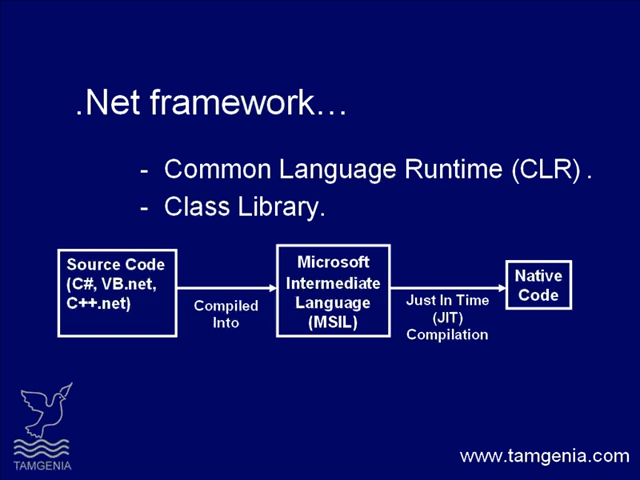 .Net framework...
- Common Language Runtime (CLR) .
- Class Library.
Source Code
(C#, VB.net,
C++.net)
Compiled
Into
Microsoft
Intermediate
Language
(MSIL)
Just In Time
(JIT)
Compilation
Native
Code
TAMGENIA
www.tamgenia.com